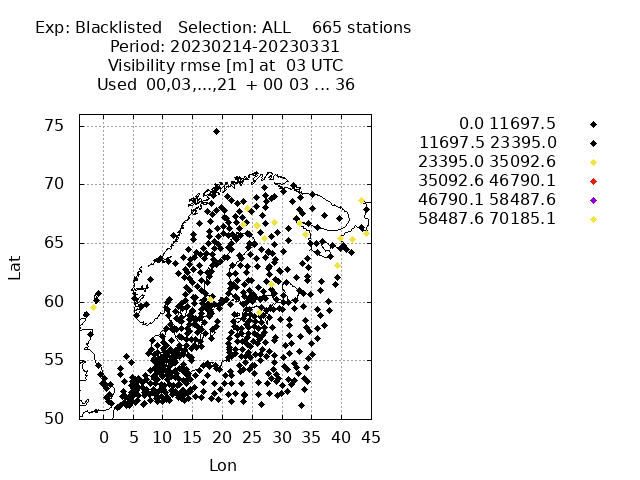 Exp: Blacklisted Selection: ALL 665 stations
Period: 20230214-20230331
Visibility rmse [m] at 03 UTC
Used 00,03,...,21 + 00 03 ... 36
0.0 11697.5
11697.5 23395.0
23395.0 35092.6
35092.6 46790.1
46790.1 58487.6
58487.6 70185.1
75
70
65
60
55
50
Lat
0 5 10 15 20 25 30 35 40 45
Lon